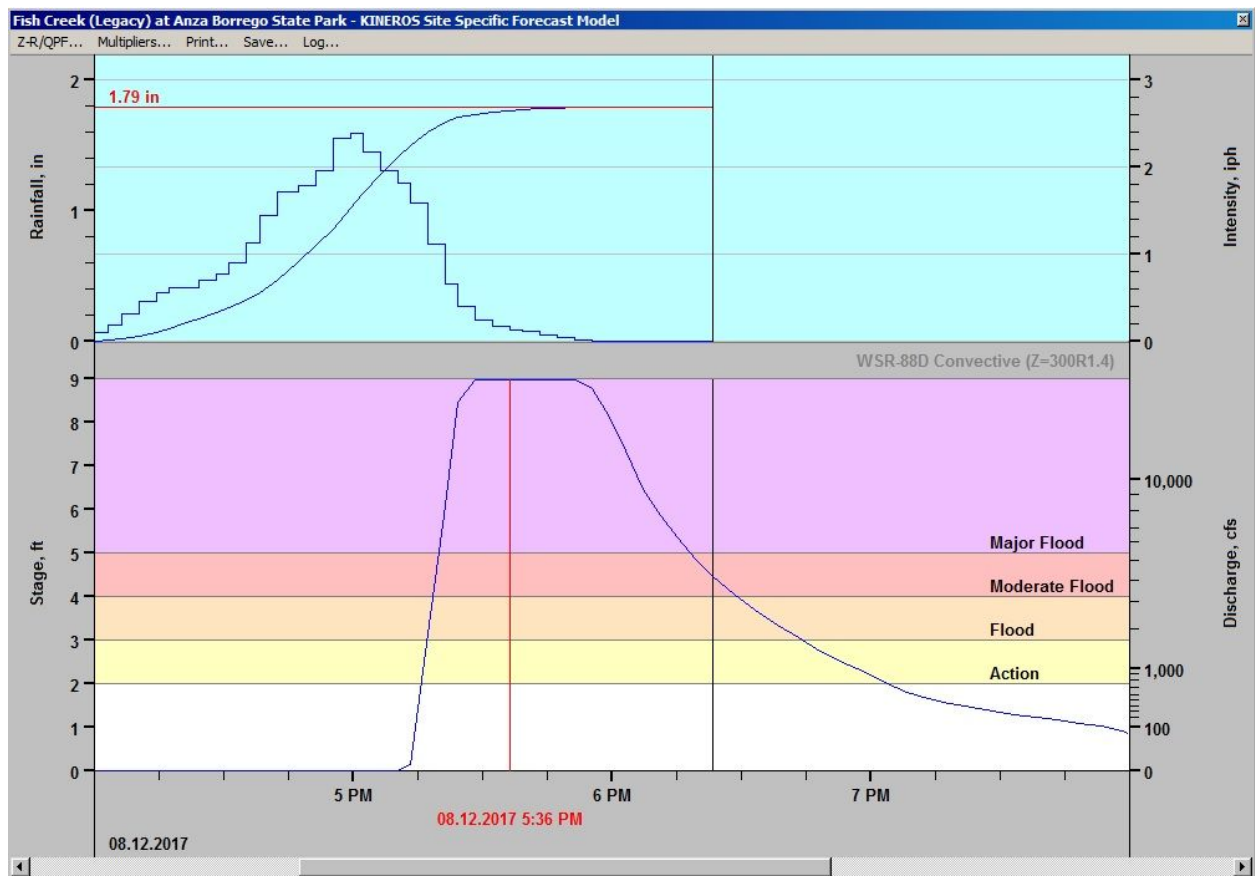 Fish Creek (Legacy) at Anza Borrego State Park - KINEROS Site Specific Forecast Model
Z-R/QPF... Multipliers... Print... Save... Log...
2
1
0
Rainfall, in
1.79 in
3
2
1
0
Intensity, iph
WSR-88D Convective (Z=300R1.4)
9
8
7
6
5
4
3
2
1
0
Stage, ft
Major Flood
Moderate Flood
Flood
Action
10,000
1,000
100
0
Discharge, cfs
5 PM 6 PM 7 PM
08.12.2017 5:36 PM
08.12.2017